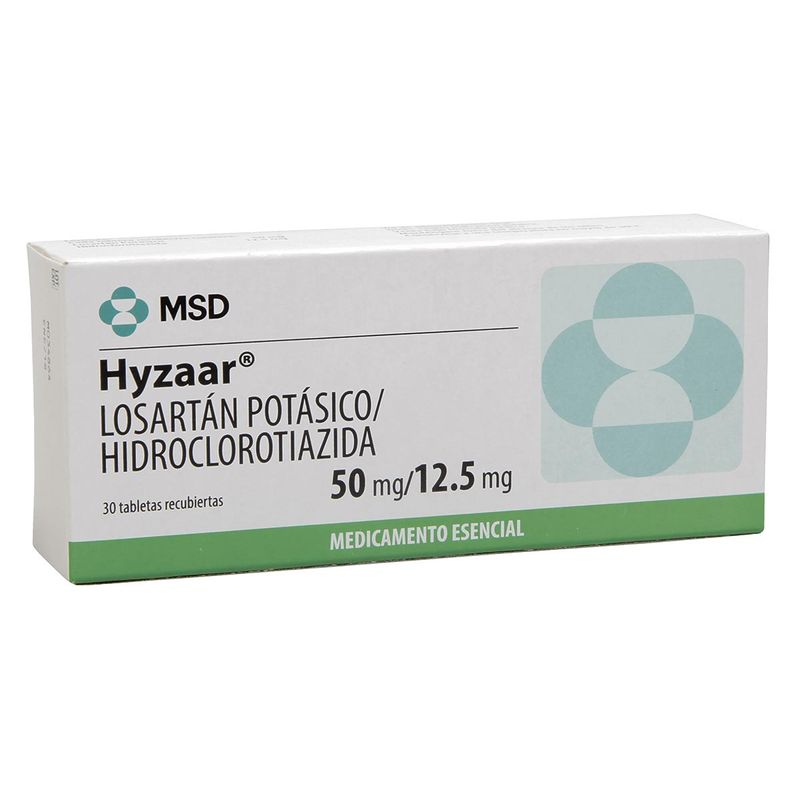 MSD
Hyzaar®
LOSARTÁN POTÁSICO/
HIDROCLOROTIAZIDA
50 mg/12.5 mg
30 tabletas recubiertas
MEDICAMENTO ESENCIAL